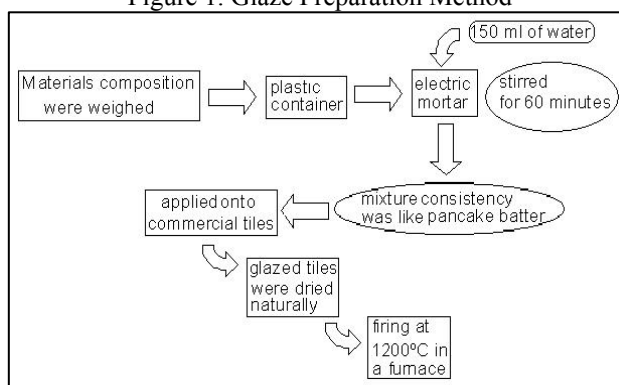 Figure 1: Glaze Preparation Method
150 ml of water
Materials composition
were weighed
plastic
container
electric
mortar
stirred
for 60 minutes
mixture consistency
was like pancake batter
applied onto
commercial tiles
glazed tiles
were dried
naturally
firing at
1200ºC in
a furnace